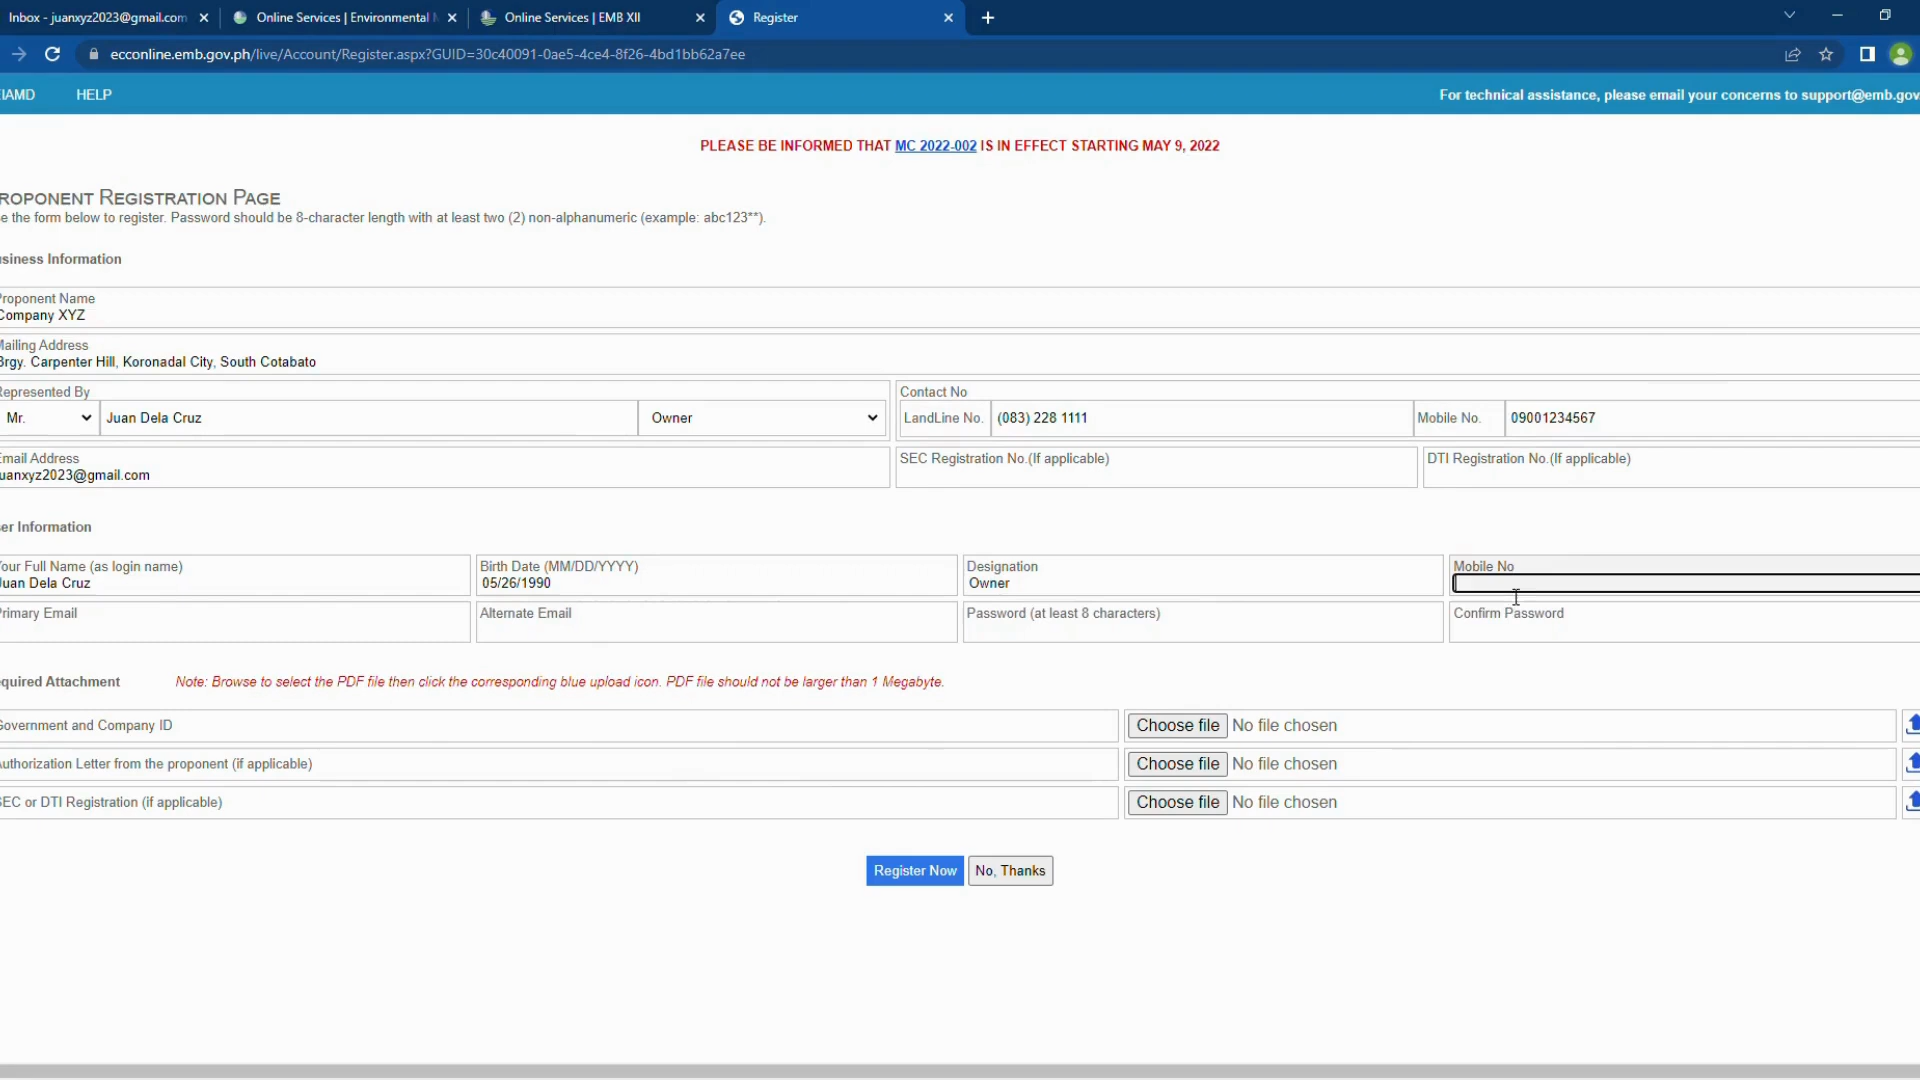 Inbox - juanxyz2023@gmail.com
Online Services | Environmental
Online Services | EMB XII
Register
ecconline.emb.gov.ph/live/Account/Register.aspx?GUID=30c40091-0ae5-4ce4-8f26-4bd1bb62a7ee
IAMD HELP For technical assistance, please email your concerns to support@emb.gov
PLEASE BE INFORMED THAT MC 2022-002 IS IN EFFECT STARTING MAY 9, 2022
ROPONENT REGISTRATION PAGE
e the form below to register. Password should be 8-character length with at least two (2) non-alphanumeric (example: abc123**).
siness Information
Proponent Name
Company XYZ
Mailing Address
Brgy. Carpenter Hill, Koronadal City, South Cotabato
Represented By
Mr. Juan Dela Cruz Owner
Contact No
LandLine No. (083) 228 1111 Mobile No. 09001234567
Email Address
juanxyz2023@gmail.com
SEC Registration No.(If applicable)
DTI Registration No.(If applicable)
er Information
Your Full Name (as login name)
Juan Dela Cruz
Birth Date (MM/DD/YYYY)
05/26/1990
Designation
Owner
Mobile No
Primary Email
Alternate Email
Password (at least 8 characters)
Confirm Password
quired Attachment Note: Browse to select the PDF file then click the corresponding blue upload icon. PDF file should not be larger than 1 Megabyte.
Government and Company ID Choose file No file chosen
Authorization Letter from the proponent (if applicable) Choose file No file chosen
SEC or DTI Registration (if applicable) Choose file No file chosen
Register Now No, Thanks